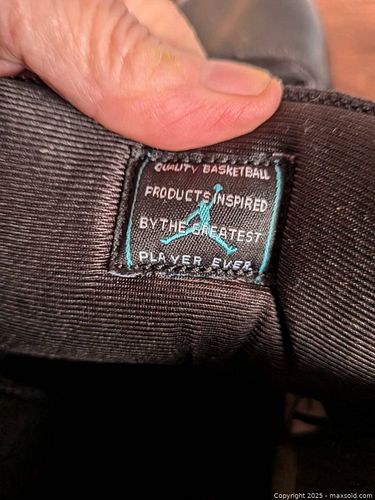 QUALITY BASKETBALL
PRODUCTS INSPIRED
BY THE GREATEST
PLAYER EVER
Copyright 2025 - maxsold.com